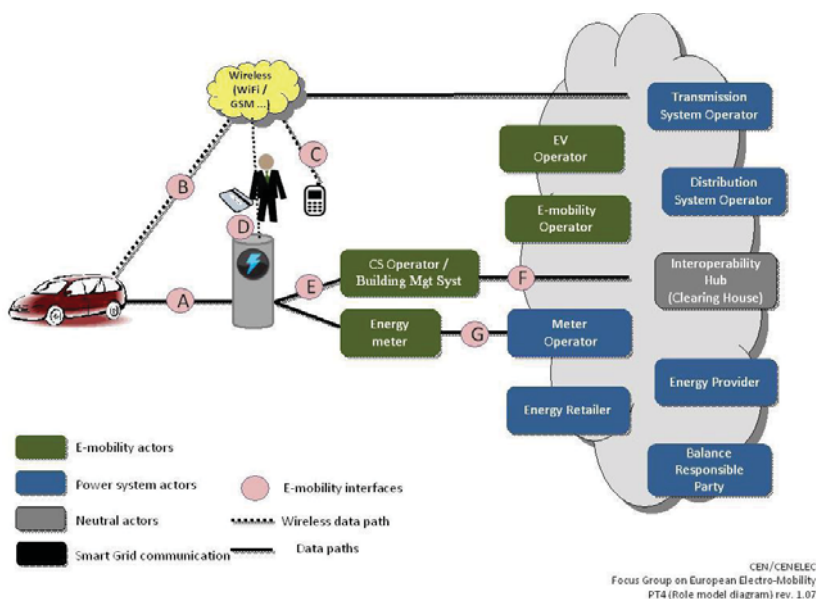 Wireless
(WiFi /
GSM ...)
Transmission
System Operator
EV
Operator
C
B
Distribution
System Operator
E-mobility
Operator
D
CS Operator /
Building Mgt Syst
Interoperability
Hub
(Clearing House)
E
F
A
Energy
meter
G
Meter
Operator
Energy Provider
Energy Retailer
E-mobility actors
Balance
Responsible
Party
Power system actors
E-mobility interfaces
Neutral actors
Wireless data path
Smart Grid communication
Data paths
CEN/CENELEC
Focus Group on European Electro-Mobility
PT4 (Role model diagram) rev. 1.07